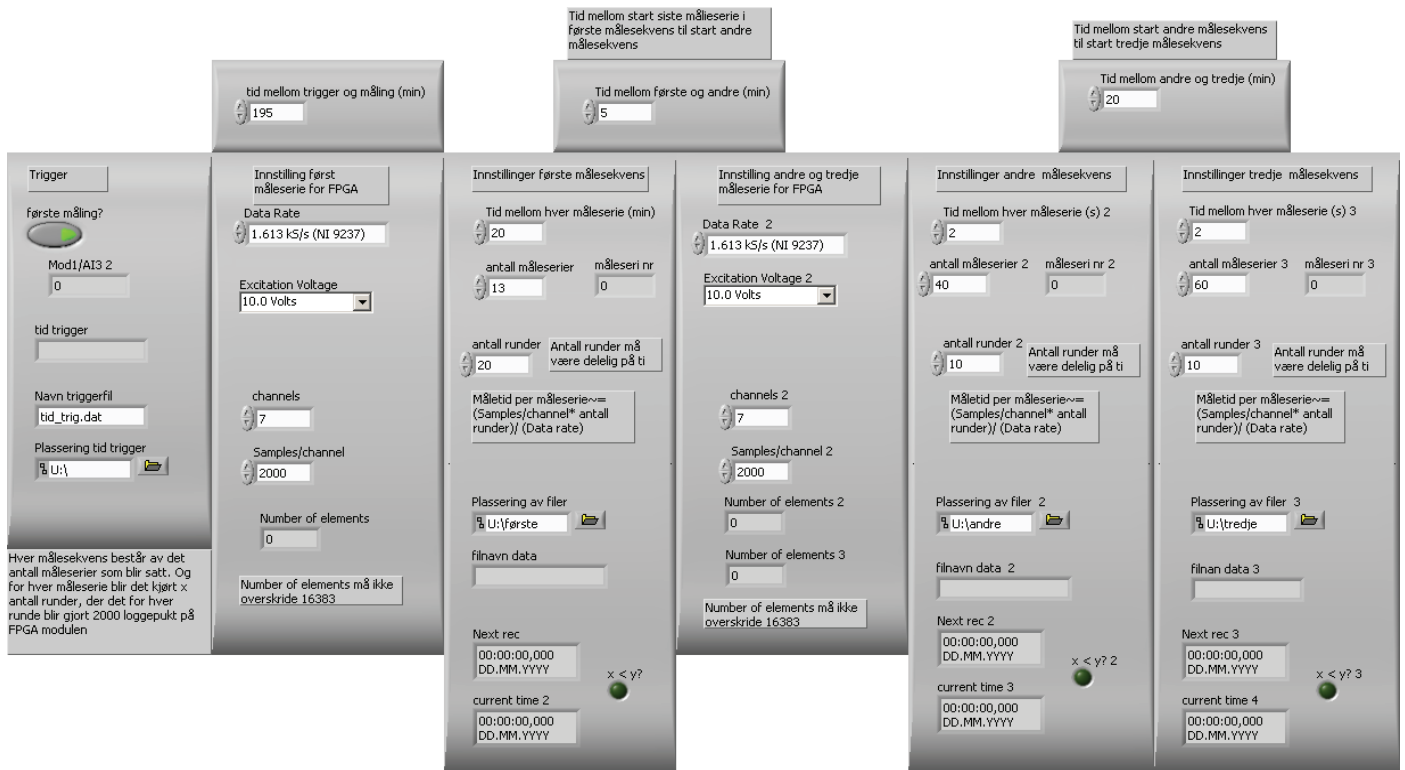 Tid mellom start siste målieserie i
første målesekvens til start andre
målesekvens
Tid mellom start andre målesekvens
til start tredje målesekvens
tid mellom trigger og måling (min)
195
Tid mellom første og andre (min)
5
Tid mellom andre og tredje (min)
20
Trigger
første måling?
Mod1/AI3 2
0
tid trigger
Navn triggerfil
tid_trig.dat
Plassering tid trigger
U:\
Hver målesekvens består av det
antall måleserier som blir satt. Og
for hver måleserie blir det kjørt x
antall runder, der det for hver
runde blir gjort 2000 loggepukt på
FPGA modulen
Innstilling først
måleserie for FPGA
Data Rate
1.613 kS/s (NI 9237)
Excitation Voltage
10.0 Volts
channels
7
Samples/channel
2000
Number of elements
0
Number of elements må ikke
overskride 16383
Innstillinger første målesekvens
Tid mellom hver måleserie (min)
20
antall måleserier
13
måleseri nr
0
antall runder
20
Antall runder må
være delelig på ti
Måletid per måleserie~=
(Samples/channel* antall
runder)/ (Data rate)
Plassering av filer
U:\første
filnavn data
Next rec
00:00:00,000
DD.MM.YYYY
x < y?
current time 2
00:00:00,000
DD.MM.YYYY
Innstilling andre og tredje
måleserie for FPGA
Data Rate 2
1.613 kS/s (NI 9237)
Excitation Voltage 2
10.0 Volts
channels 2
7
Samples/channel 2
2000
Number of elements 2
0
Number of elements 3
0
Number of elements må ikke
overskride 16383
Innstillinger andre målesekvens
Tid mellom hver måleserie (s) 2
2
antall måleserier 2
40
måleseri nr 2
0
antall runder 2
10
Antall runder må
være delelig på ti
Måletid per måleserie~=
(Samples/channel* antall
runder)/ (Data rate)
Plassering av filer 2
U:\andre
filnavn data 2
Next rec 2
00:00:00,000
DD.MM.YYYY
x < y? 2
current time 3
00:00:00,000
DD.MM.YYYY
Innstillinger tredje målesekvens
Tid mellom hver måleserie (s) 3
2
antall måleserier 3
60
måleseri nr 3
0
antall runder 3
10
Antall runder må
være delelig på ti
Måletid per måleserie~=
(Samples/channel* antall
runder)/ (Data rate)
Plassering av filer 3
U:\tredje
filnan data 3
Next rec 3
00:00:00,000
DD.MM.YYYY
x < y? 3
current time 4
00:00:00,000
DD.MM.YYYY